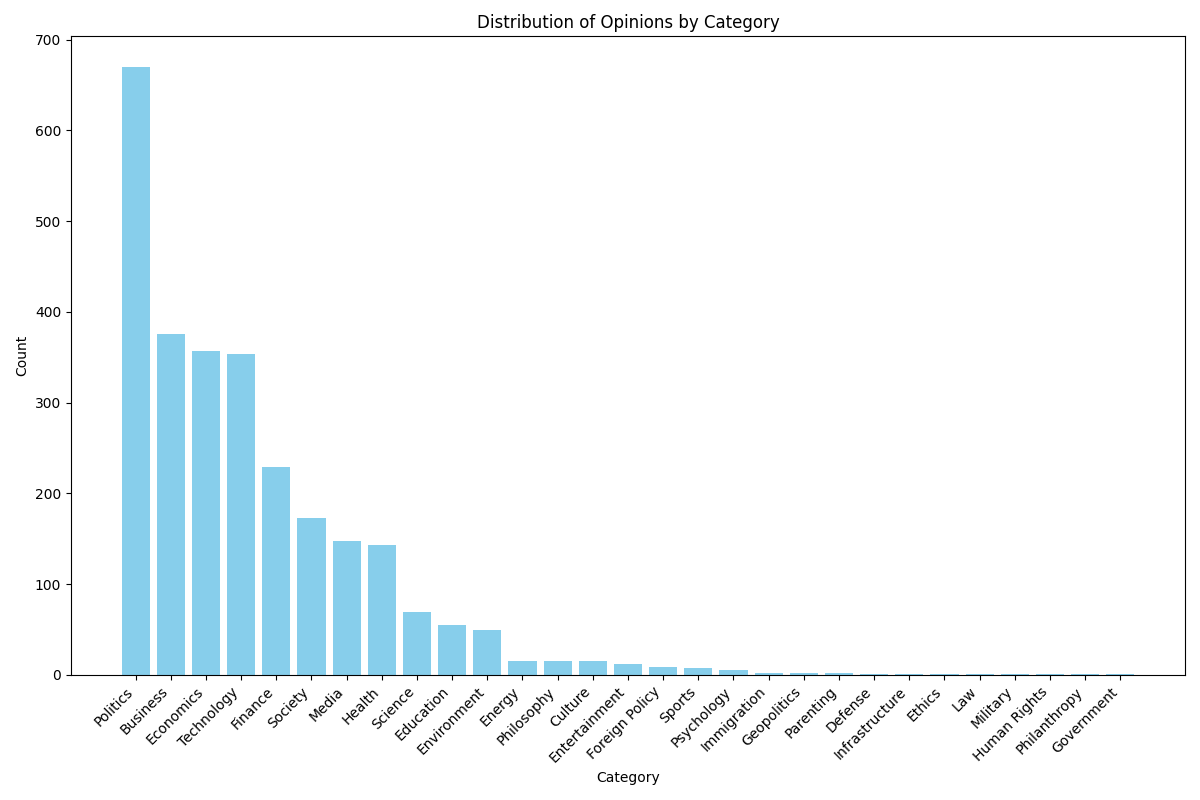 Distribution of Opinions by Category
700
600
500
400
300
200
100
0
Count
Politics
Business
Economics
Technology
Finance
Society
Media
Health
Science
Education
Environment
Energy
Philosophy
Culture
Entertainment
Foreign Policy
Sports
Psychology
Immigration
Geopolitics
Parenting
Defense
Infrastructure
Ethics
Law
Military
Human Rights
Philanthropy
Government
Category